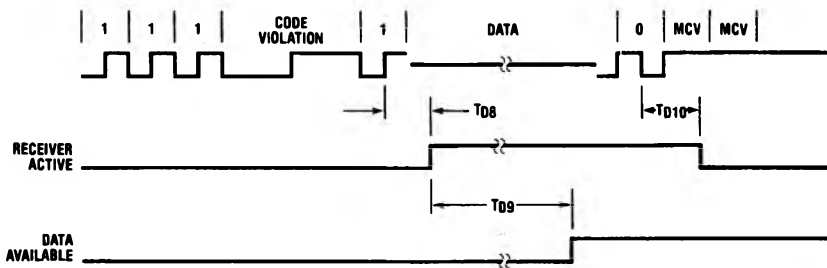 1 1 1 CODE VIOLATION 1 DATA 0 MCV MCV
TD8 TD10
RECEIVER ACTIVE
TD9
DATA AVAILABLE